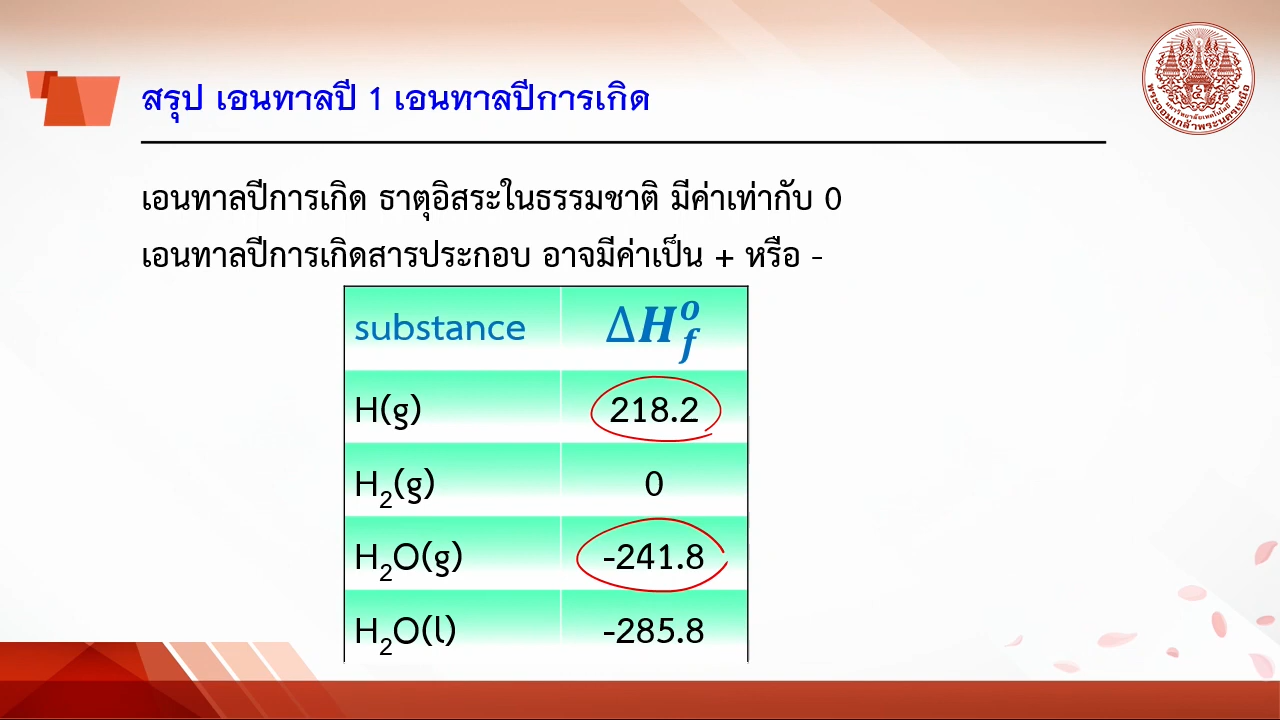 สรุป เอนทาลปี 1 เอนทาลปีการเกิด
เอนทาลปีการเกิด ธาตุอิสระในธรรมชาติ มีค่าเท่ากับ 0
เอนทาลปีการเกิดสารประกอบ อาจมีค่าเป็น + หรือ -
substance ΔH°f
H(g) 218.2
H₂(g) 0
H₂O(g) -241.8
H₂O(l) -285.8